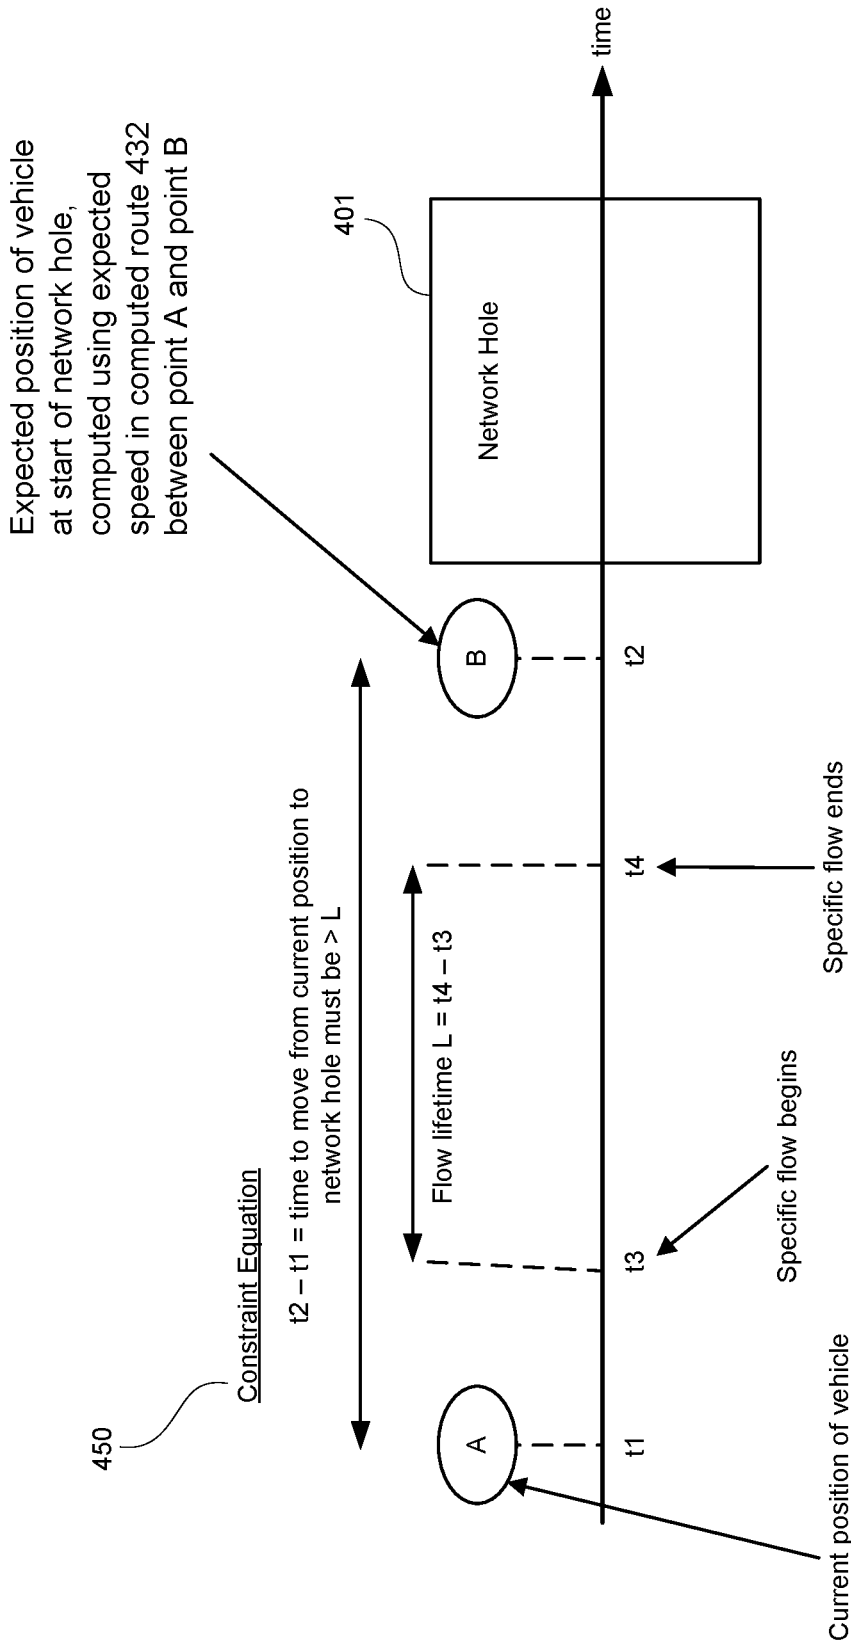 450
Constraint Equation
t2 – t1 = time to move from current position to
network hole must be > L
Flow lifetime L = t4 – t3
Expected position of vehicle
at start of network hole,
computed using expected
speed in computed route 432
between point A and point B
401
Network Hole
A
B
t1
t3
t4
t2
time
Current position of vehicle
Specific flow begins
Specific flow ends